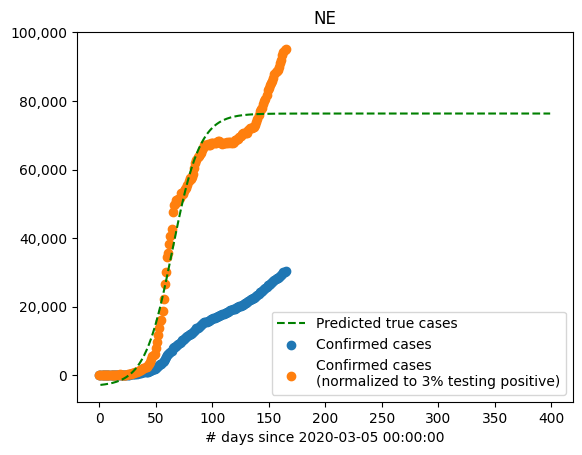 NE
100,000
80,000
60,000
40,000
20,000
0
0 50 100 150 200 250 300 350 400
# days since 2020-03-05 00:00:00
Predicted true cases
Confirmed cases
Confirmed cases
(normalized to 3% testing positive)